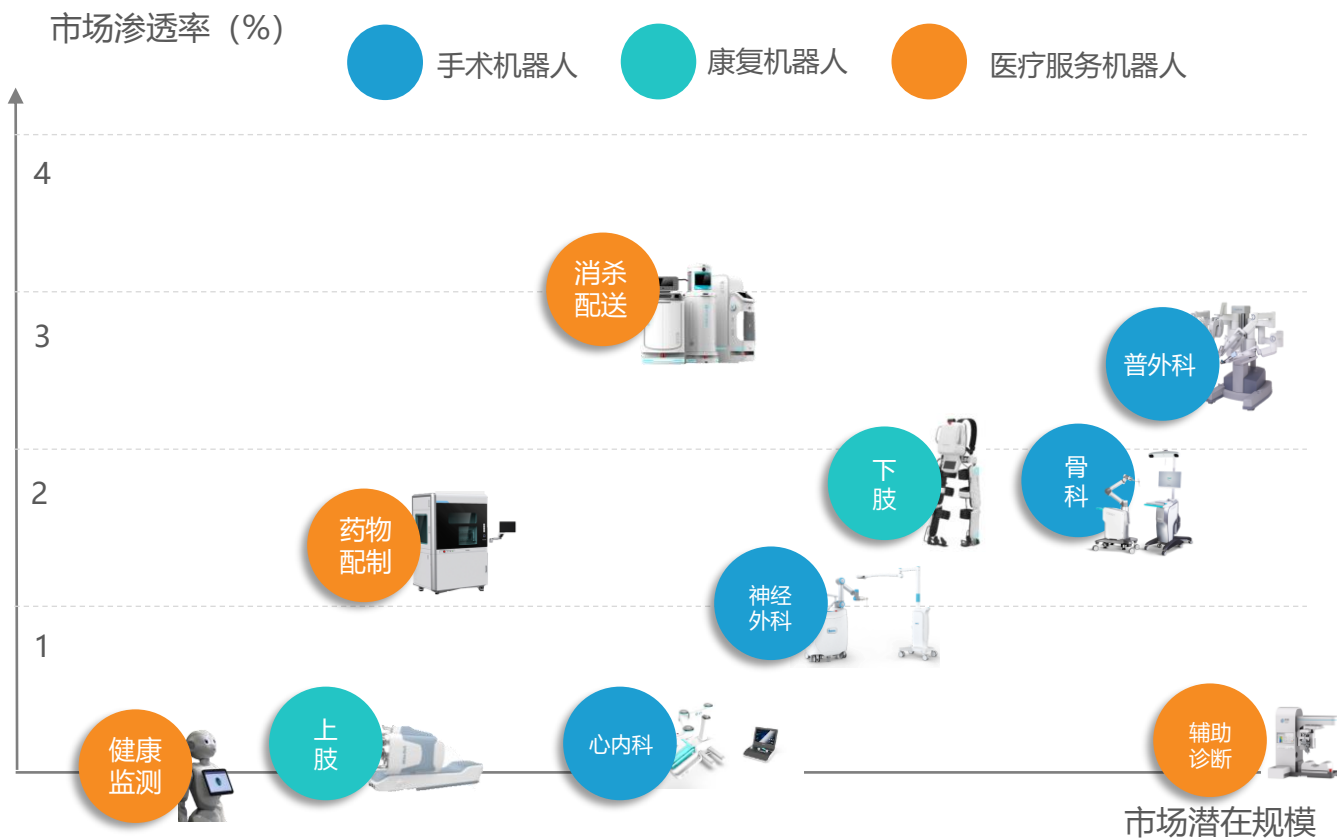 市场渗透率（%）
手术机器人
康复机器人
医疗服务机器人
4
消杀
配送
3
普外科
下
肢
骨
科
2
药物
配制
神经
外科
1
健康
监测
上
肢
心内科
辅助
诊断
市场潜在规模